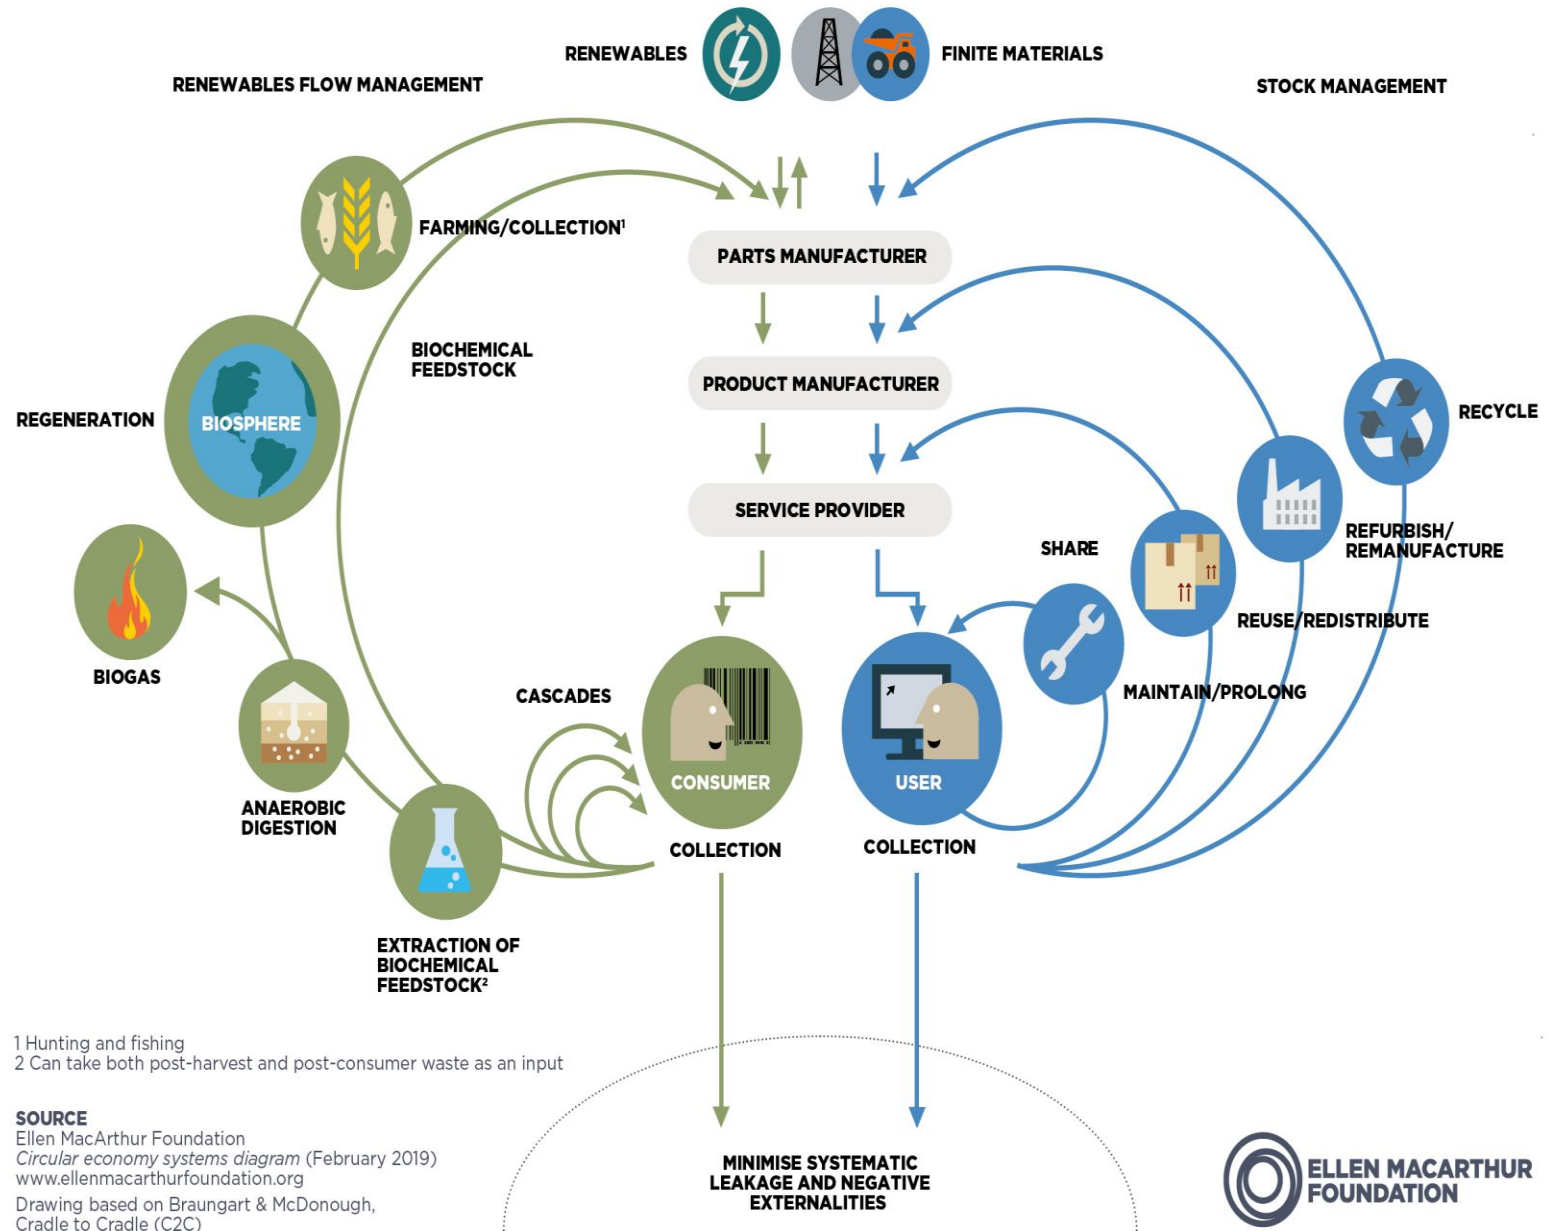 RENEWABLES
FINITE MATERIALS
RENEWABLES FLOW MANAGEMENT
STOCK MANAGEMENT
FARMING/COLLECTION¹
PARTS MANUFACTURER
BIOCHEMICAL
FEEDSTOCK
PRODUCT MANUFACTURER
REGENERATION
BIOSPHERE
RECYCLE
SERVICE PROVIDER
SHARE
REFURBISH/
REMANUFACTURE
REUSE/REDISTRIBUTE
BIOGAS
CASCADES
MAINTAIN/PROLONG
CONSUMER
USER
ANAEROBIC
DIGESTION
COLLECTION
COLLECTION
EXTRACTION OF
BIOCHEMICAL
FEEDSTOCK²
1 Hunting and fishing
2 Can take both post-harvest and post-consumer waste as an input
SOURCE
Ellen MacArthur Foundation
Circular economy systems diagram (February 2019)
www.ellenmacarthurfoundation.org
Drawing based on Braungart & McDonough,
Cradle to Cradle (C2C)
MINIMISE SYSTEMATIC
LEAKAGE AND NEGATIVE
EXTERNALITIES
ELLEN MACARTHUR
FOUNDATION